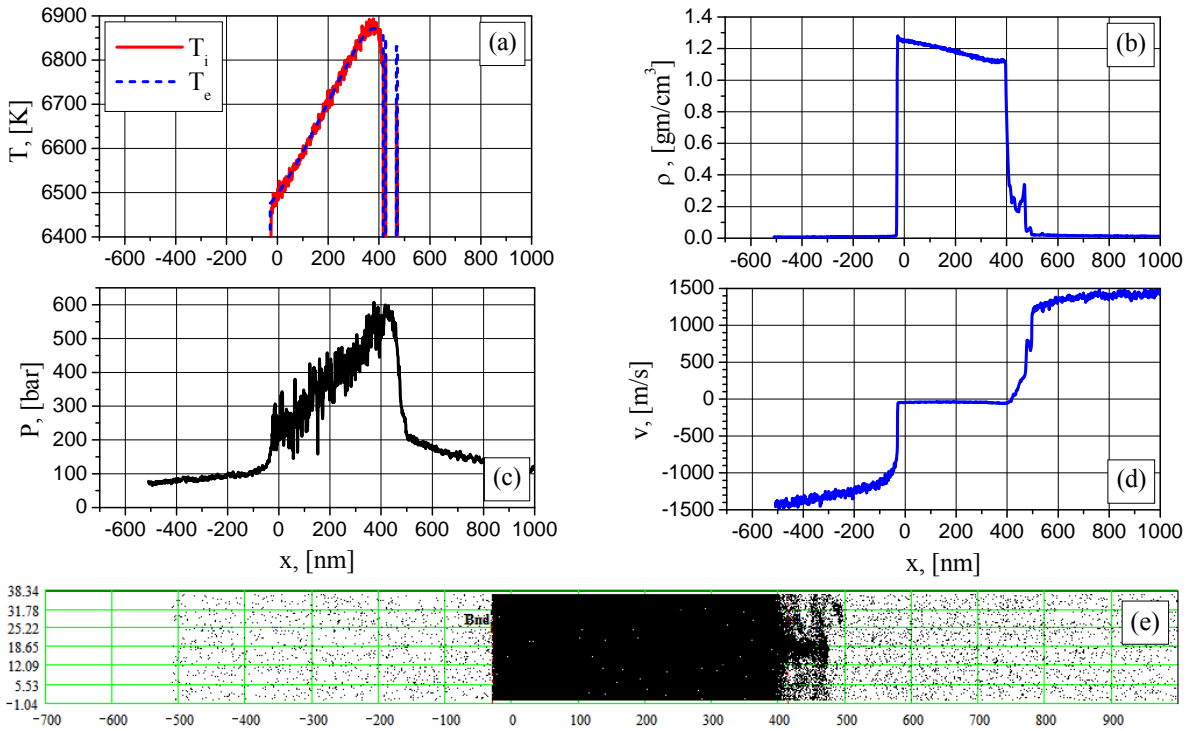 6900
6800
6700
6600
6500
6400
T, [K]
T_i
T_e
(a)
-600 -400 -200 0 200 400 600 800 1000
1.4
1.2
1.0
0.8
0.6
0.4
0.2
0.0
ρ , [gm/cm³]
(b)
-600 -400 -200 0 200 400 600 800 1000
600
500
400
300
200
100
0
P, [bar]
(c)
-600 -400 -200 0 200 400 600 800 1000
x, [nm]
1500
1000
500
0
-500
-1000
-1500
v, [m/s]
(d)
-600 -400 -200 0 200 400 600 800 1000
x, [nm]
38.34
31.78
25.22
18.65
12.09
5.53
-1.04
Bnd
(e)
-700 -600 -500 -400 -300 -200 -100 0 100 200 300 400 500 600 700 800 900